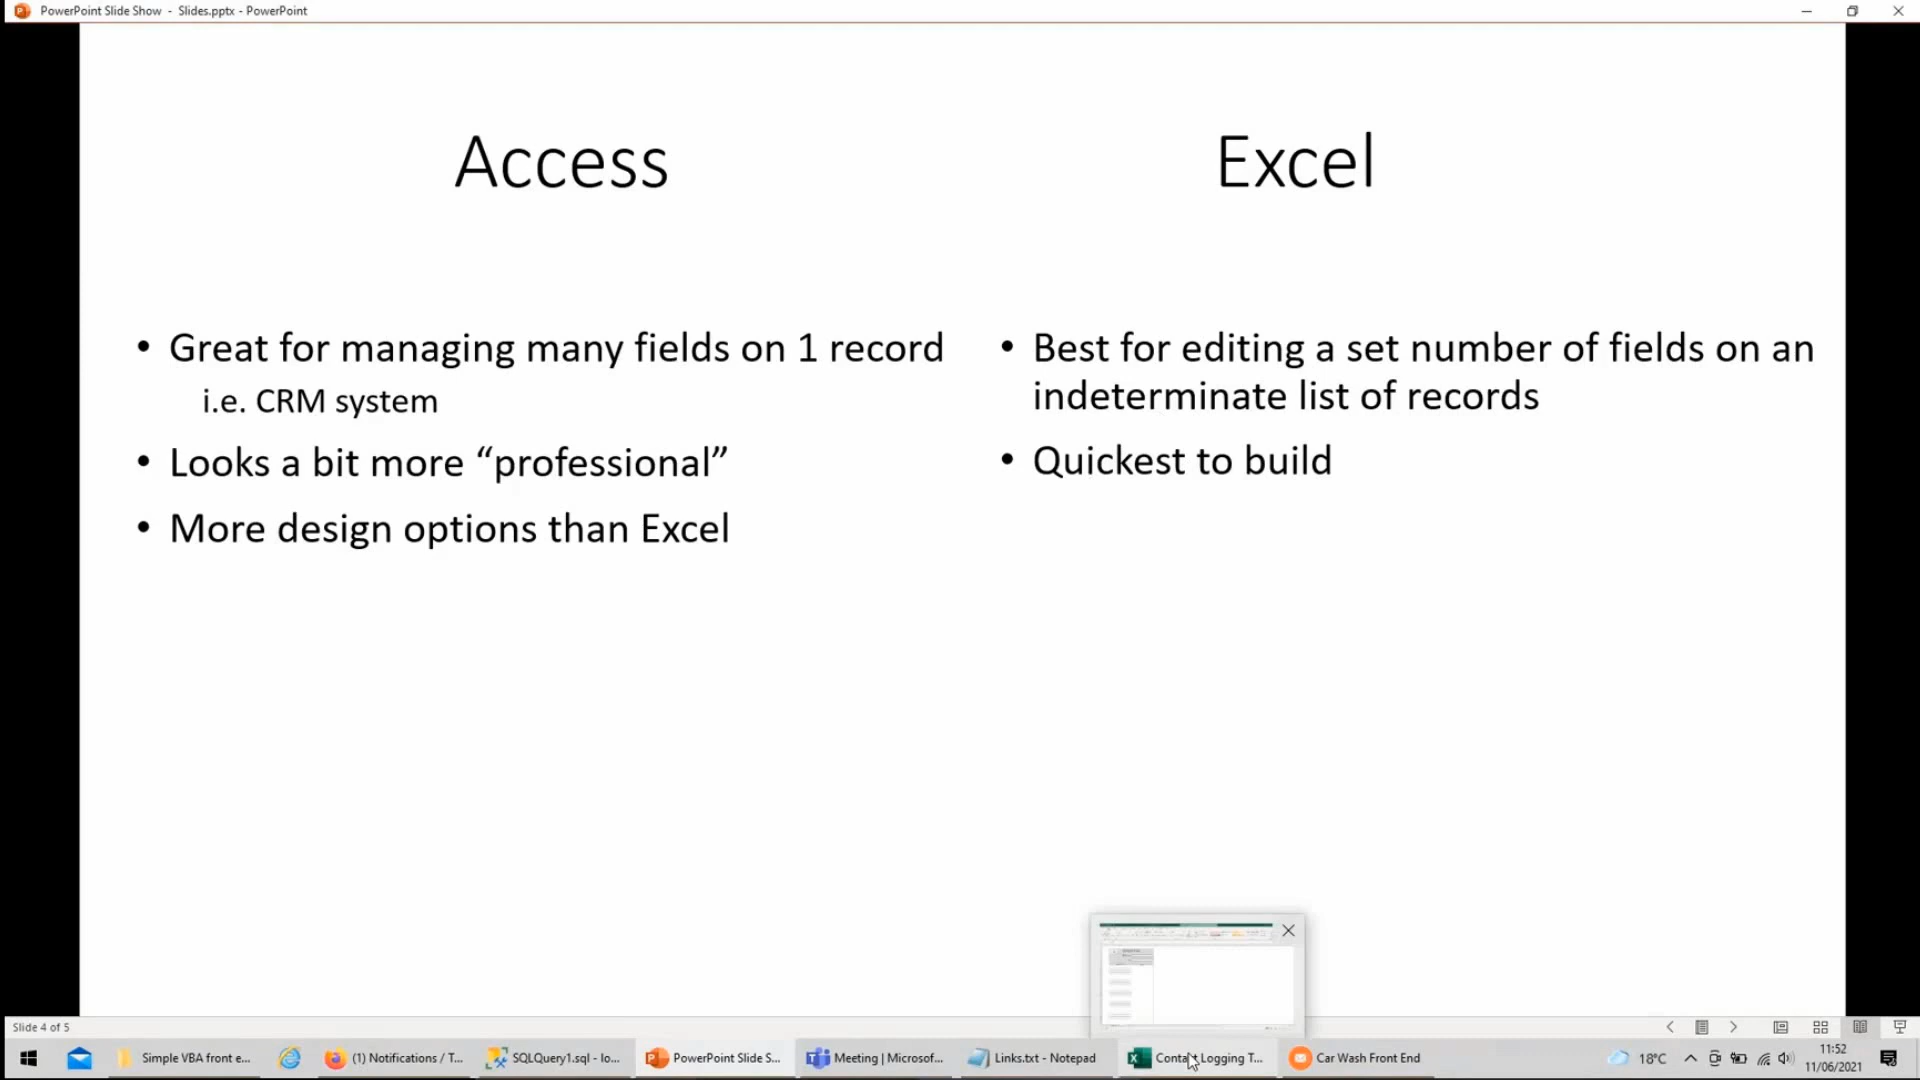 PowerPoint Slide Show - Slides.pptx - PowerPoint
Access
Excel
• Great for managing many fields on 1 record
i.e. CRM system
• Looks a bit more “professional”
• More design options than Excel
• Best for editing a set number of fields on an
indeterminate list of records
• Quickest to build
Slide 4 of 5
Simple VBA front e...
(1) Notifications / T...
SQLQuery1.sql - lo...
PowerPoint Slide S...
Meeting | Microsof...
Links.txt - Notepad
Contact Logging T...
Car Wash Front End
18°C
11:52
11/06/2021